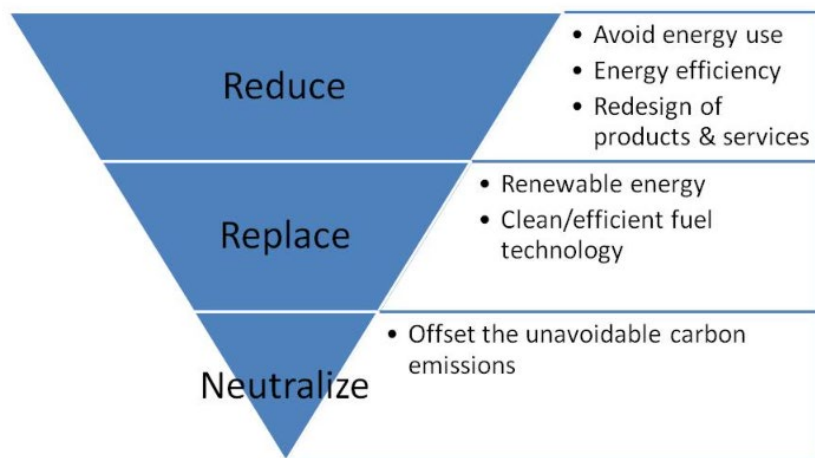 Reduce
• Avoid energy use
• Energy efficiency
• Redesign of
products & services
Replace
• Renewable energy
• Clean/efficient fuel
technology
Neutralize
• Offset the unavoidable carbon
emissions